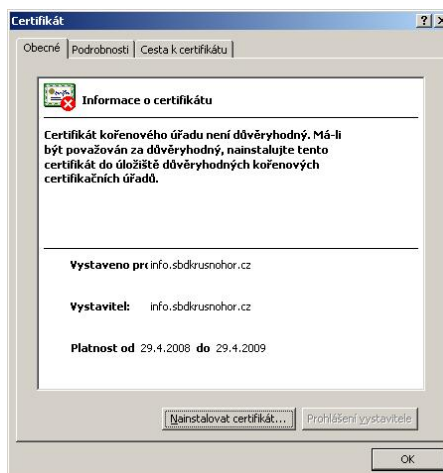 Certifikát
Obecné Podrobnosti Cesta k certifikátu
Informace o certifikátu
Certifikát kořenového úřadu není důvěryhodný. Má-li
být považován za důvěryhodný, nainstalujte tento
certifikát do úložiště důvěryhodných kořenových
certifikačních úřadů.
Vystaveno pro info.sbdkrusnohor.cz
Vystavitel: info.sbdkrusnohor.cz
Platnost od 29.4.2008 do 29.4.2009
Nainstalovat certifikát... Prohlášení vystavitele
OK